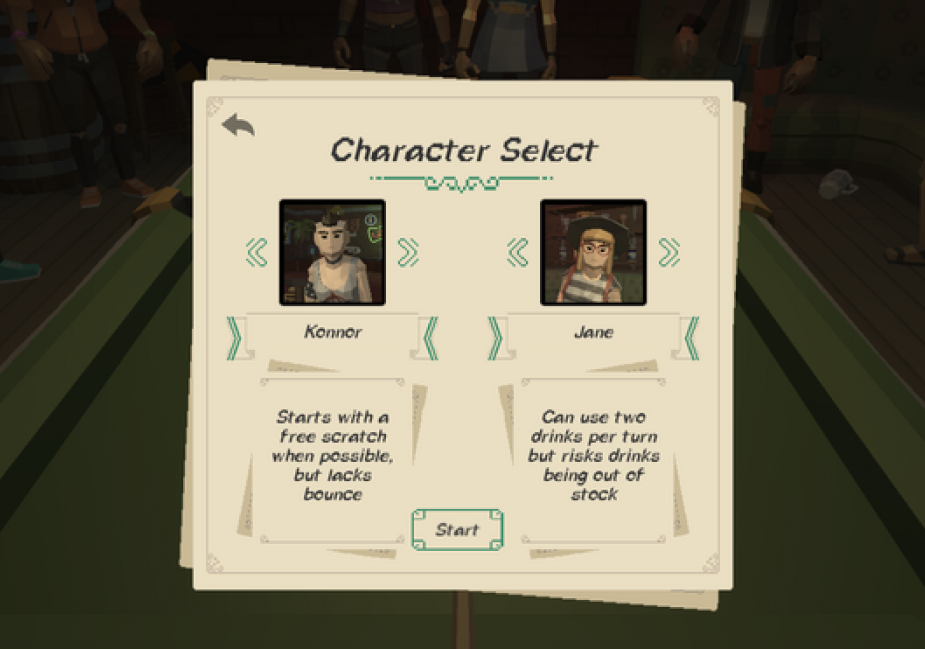 Character Select
Konnor
Jane
Starts with a
free scratch
when possible,
but lacks
bounce
Can use two
drinks per turn
but risks drinks
being out of
stock
Start